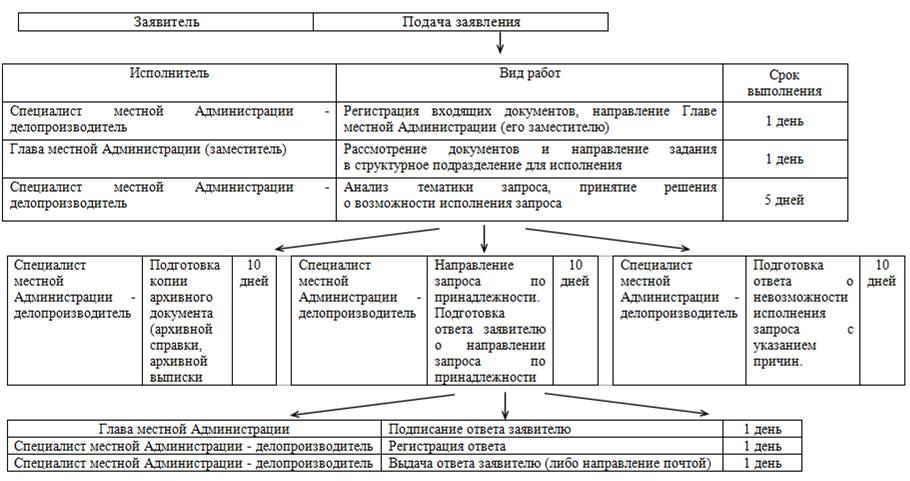 Заявитель Подача заявления
Исполнитель Вид работ Срок
выполнения
Специалист местной Администрации -
делопроизводитель
Регистрация входящих документов, направление Главе
местной Администрации (его заместителю)
1 день
Глава местной Администрации (заместитель)
Рассмотрение документов и направление задания
в структурное подразделение для исполнения
1 день
Специалист местной Администрации -
делопроизводитель
Анализ тематики запроса, принятие решения
о возможности исполнения запроса
5 дней
Специалист
местной
Администрации -
делопроизводитель
Подготовка
копии
архивного
документа
(архивной
справки,
архивной
выписки
10
дней
Специалист
местной
Администрации -
делопроизводитель
Направление
запроса по
принадлежности.
Подготовка
ответа заявителю
о направлении
запроса по
принадлежности
10
дней
Специалист
местной
Администрации -
делопроизводитель
Подготовка
ответа о
невозможности
исполнения
запроса с
указанием
причин.
10
дней
Глава местной Администрации Подписание ответа заявителю 1 день
Специалист местной Администрации - делопроизводитель Регистрация ответа 1 день
Специалист местной Администрации - делопроизводитель Выдача ответа заявителю (либо направление почтой) 1 день